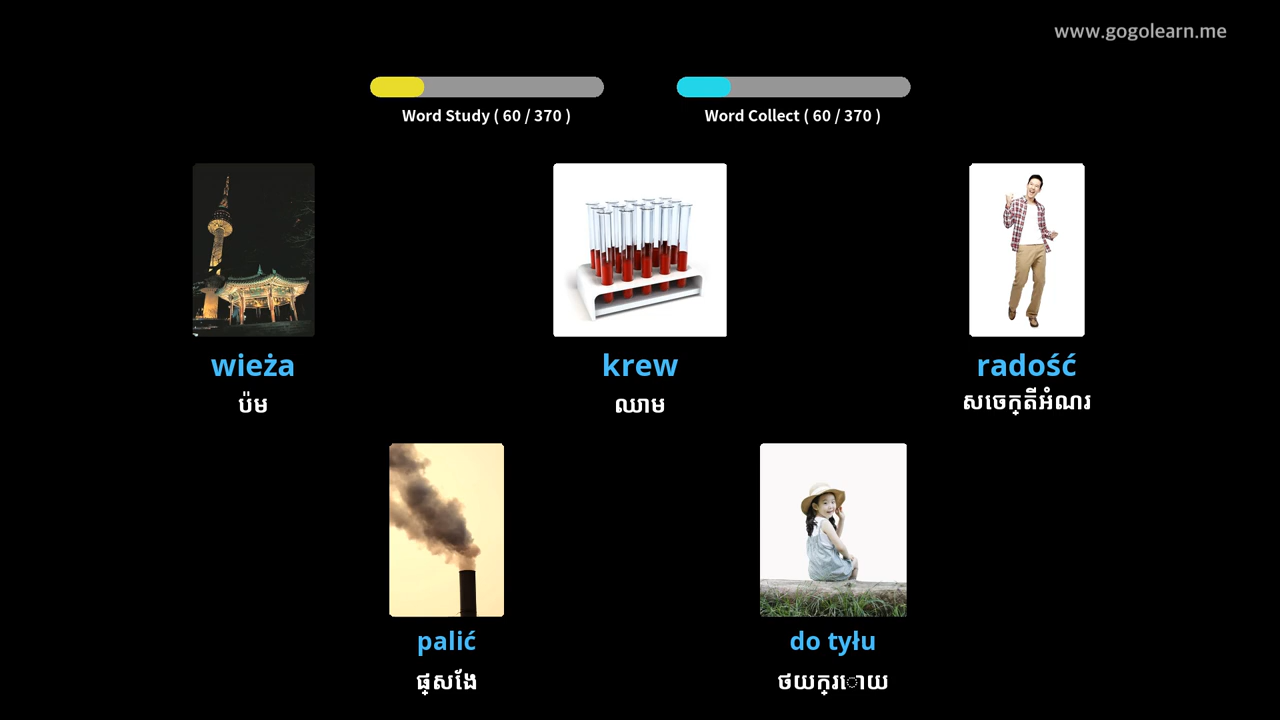 www.gogolearn.me
Word Study ( 60 / 370 )
Word Collect ( 60 / 370 )
wieża
krew
radość
ប៉ម
ឈាម
សចេក្តីអំណរ
palić
do tyłu
ផ្សងែ
ថយក្រោយ